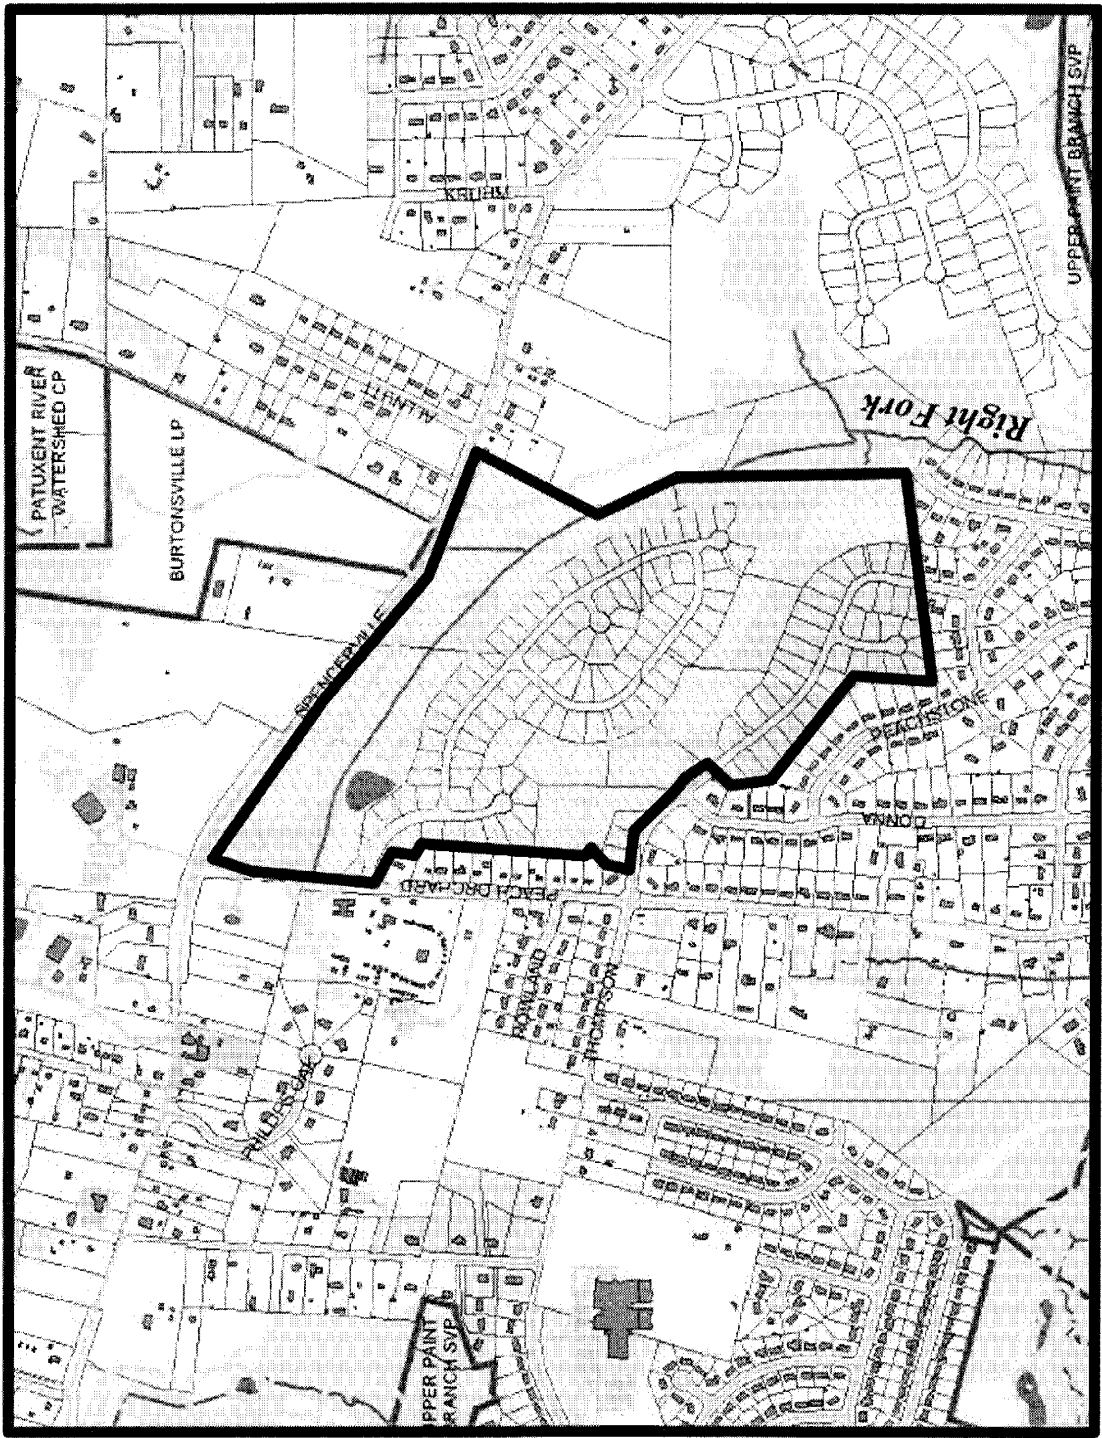 PATUXENT RIVER
WATERSHED CP
BURTONSVILLE LP
KRUHM
UPPER PAINT BRANCH SVP
ALLNUTT
Right Fork
SPENCERVILLE
PEACHSTONE
DONNA
PEACH ORCHARD
ROWLAND
THOMPSON
PHILIPS OAK
UPPER PAINT
BRANCH SVP